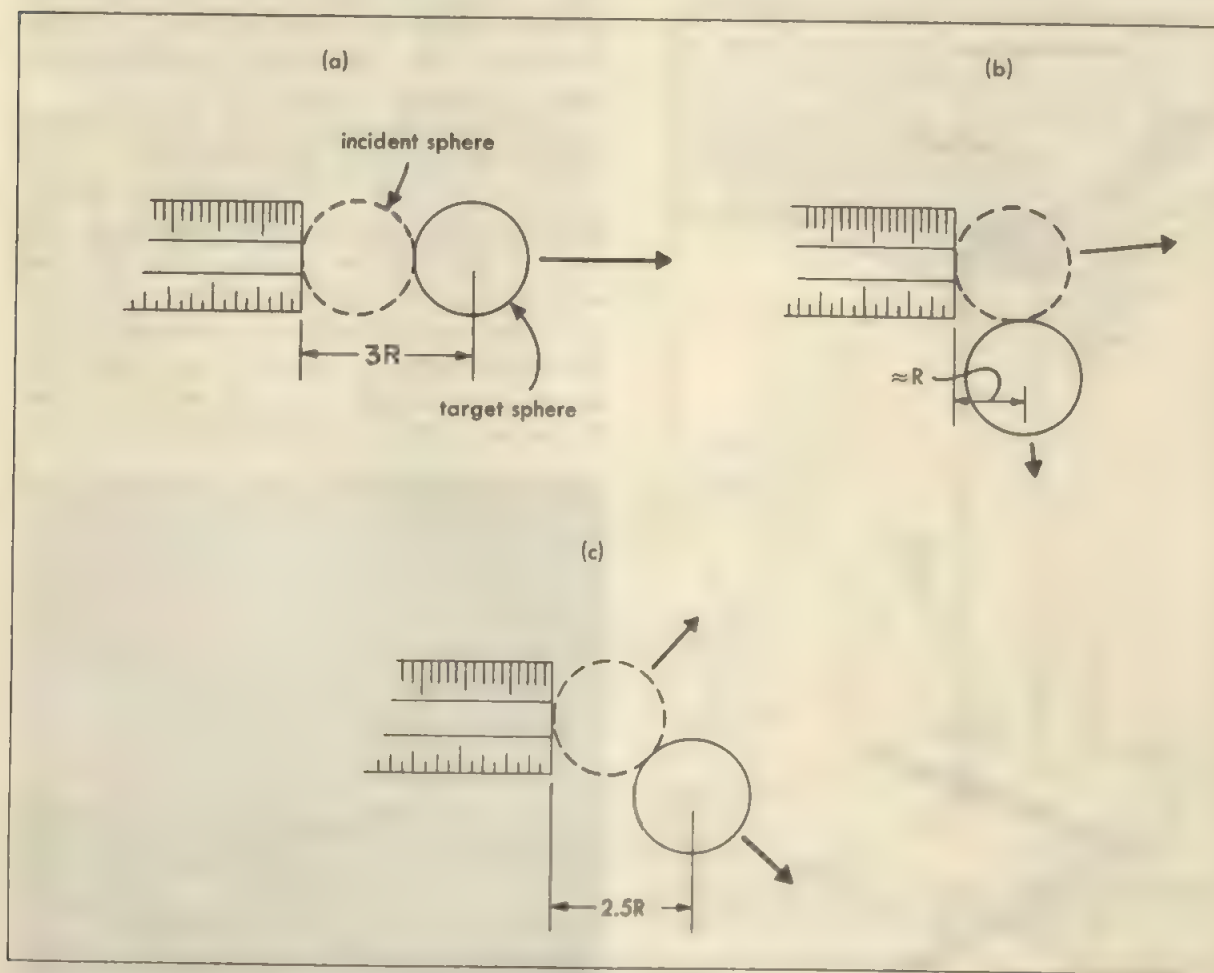 (a)
(b)
incident sphere
3R
target sphere
≈R
(c)
2.5R